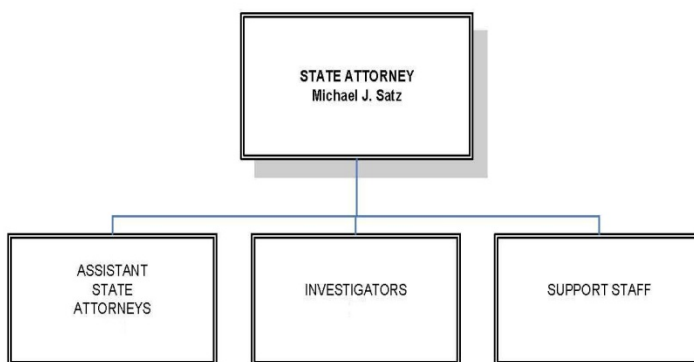 STATE ATTORNEY
Michael J. Satz
ASSISTANT
STATE
ATTORNEYS
INVESTIGATORS
SUPPORT STAFF